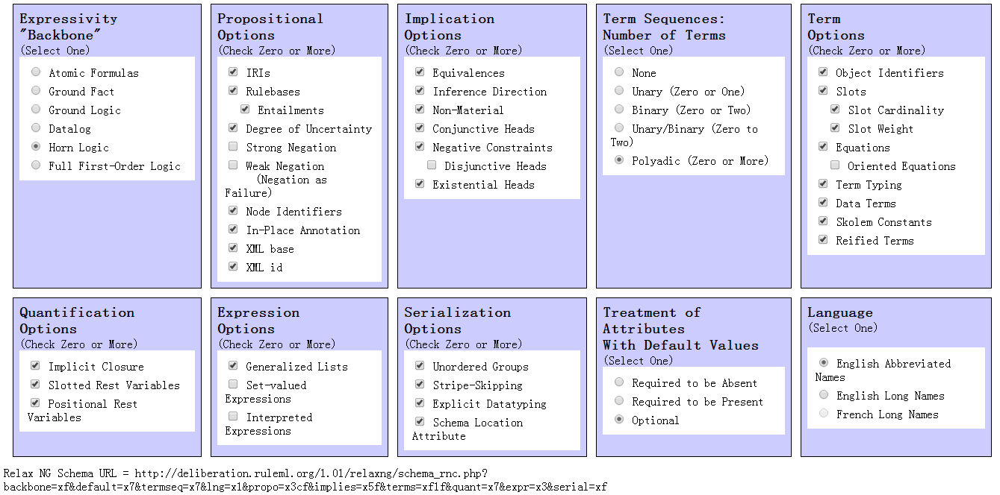 Expressivity
"Backbone"
(Select One)
Atomic Formulas
Ground Fact
Ground Logic
Datalog
Horn Logic
Full First-Order Logic
Propositional
Options
(Check Zero or More)
IRIs
Rulebases
Entailments
Degree of Uncertainty
Strong Negation
Weak Negation
(Negation as
Failure)
Node Identifiers
In-Place Annotation
XML base
XML id
Implication
Options
(Check Zero or More)
Equivalences
Inference Direction
Non-Material
Conjunctive Heads
Negative Constraints
Disjunctive Heads
Existential Heads
Term Sequences:
Number of Terms
(Select One)
None
Unary (Zero or One)
Binary (Zero or Two)
Unary/Binary (Zero to
Two)
Polyadic (Zero or More)
Term
Options
(Check Zero or More)
Object Identifiers
Slots
Slot Cardinality
Slot Weight
Equations
Oriented Equations
Term Typing
Data Terms
Skolem Constants
Reified Terms
Quantification
Options
(Check Zero or More)
Implicit Closure
Slotted Rest Variables
Positional Rest
Variables
Expression
Options
(Check Zero or More)
Generalized Lists
Set-valued
Expressions
Interpreted
Expressions
Serialization
Options
(Check Zero or More)
Unordered Groups
Stripe-Skipping
Explicit Datatyping
Schema Location
Attribute
Treatment of
Attributes
With Default Values
(Select One)
Required to be Absent
Required to be Present
Optional
Language
(Select One)
English Abbreviated
Names
English Long Names
French Long Names
Relax NG Schema URL = http://deliberation.ruleml.org/1.01/relaxng/schema_rnc.php?
backbone=xf&default=x7&termseq=x7&lng=x1&propo=x3cf&implies=x5f&terms=xf1f&quant=x7&expr=x3&serial=xf